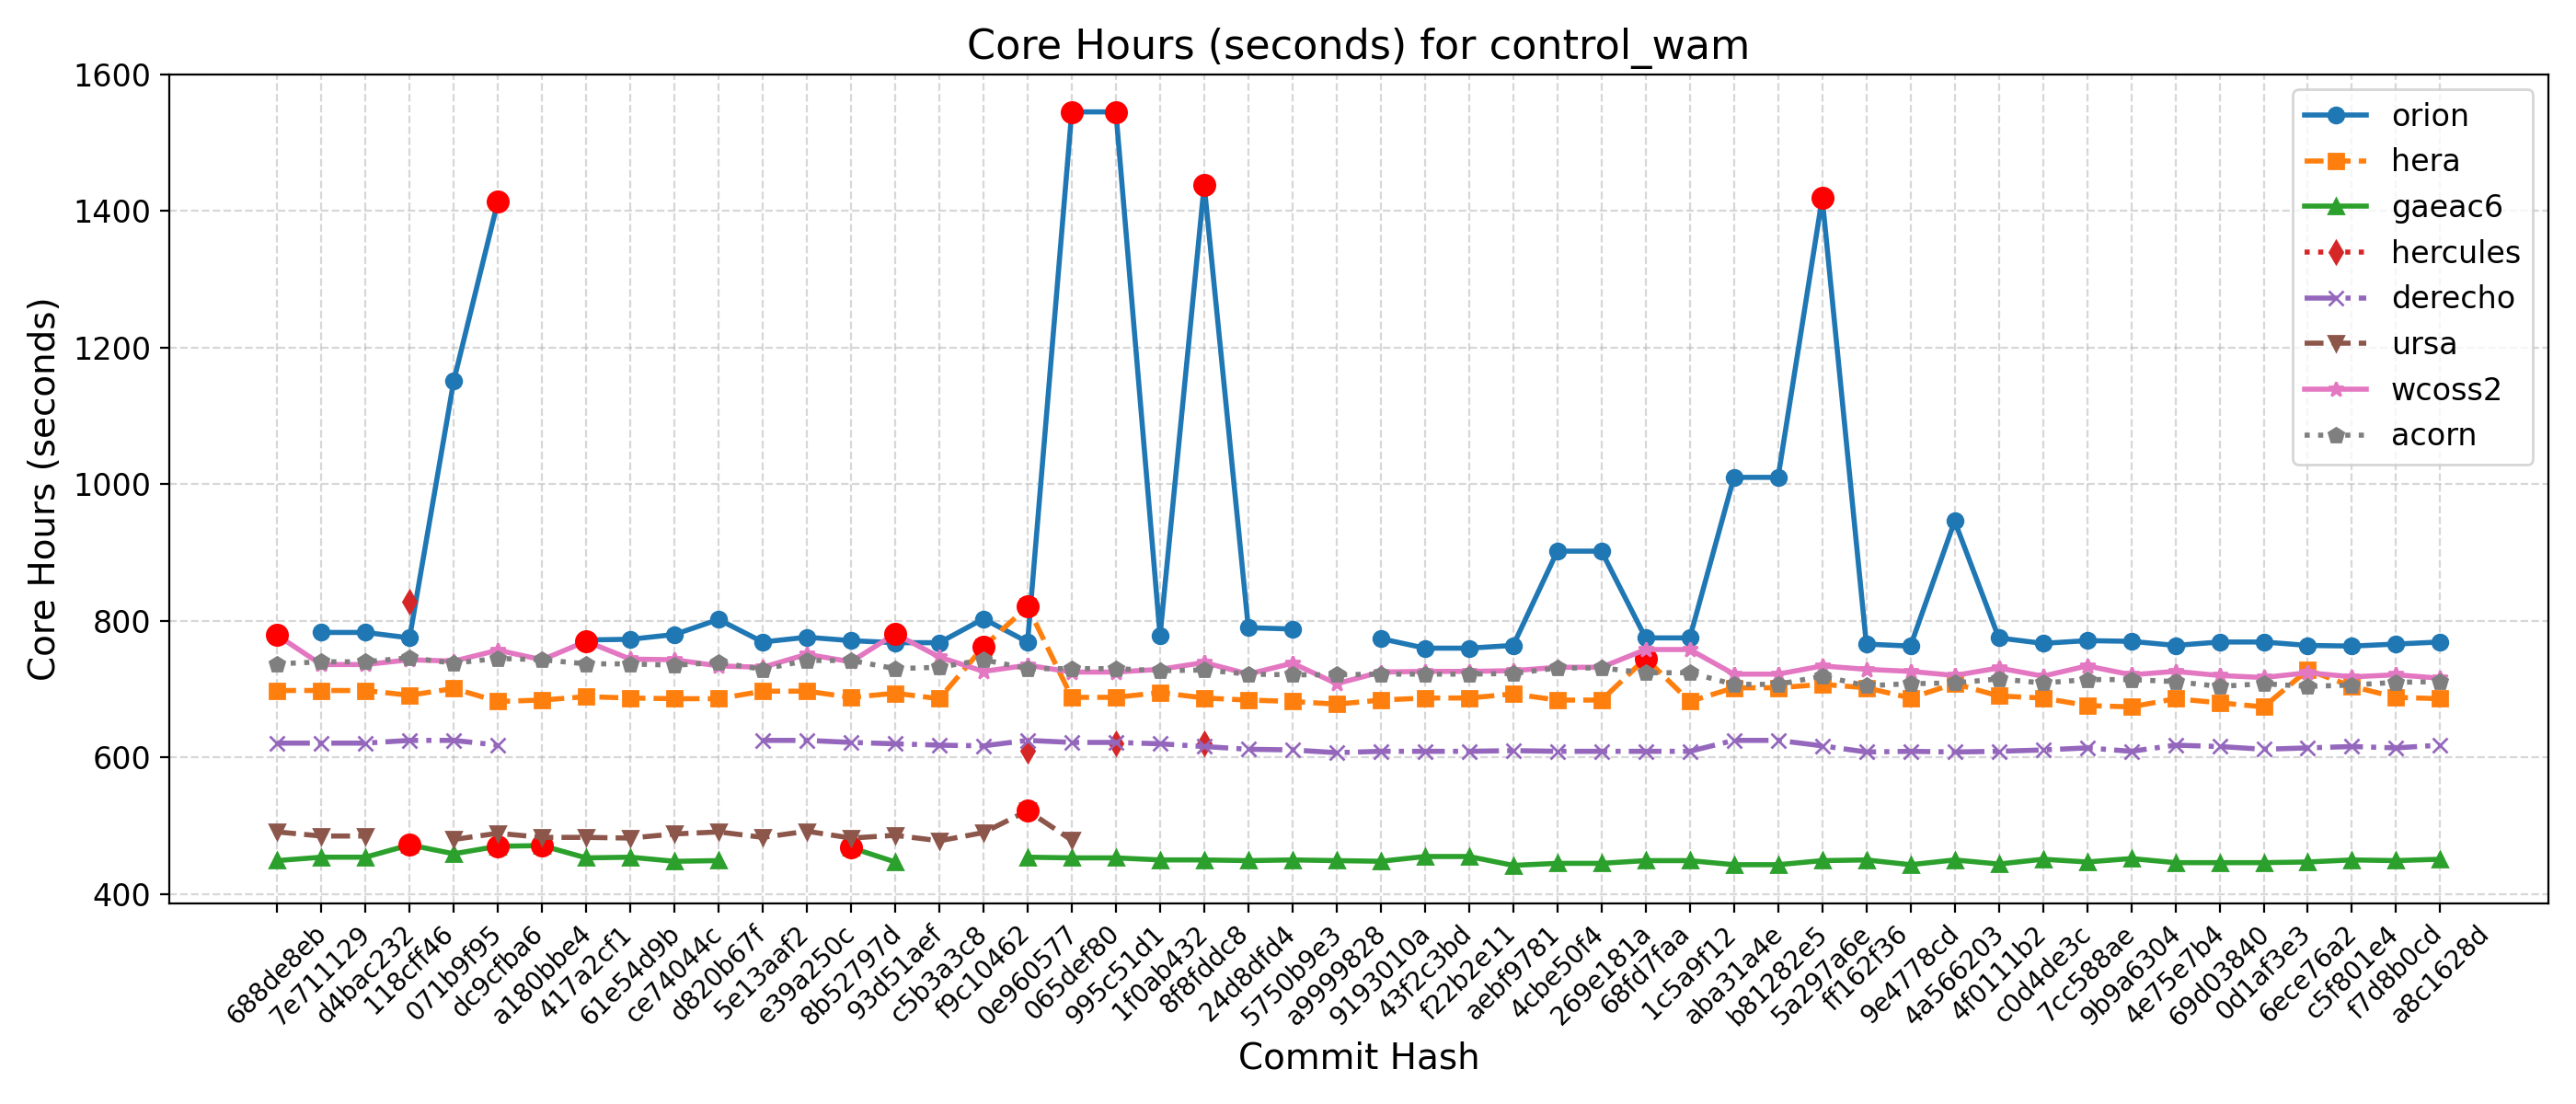 Core Hours (seconds) for control_wam
Core Hours (seconds)
1600
1400
1200
1000
800
600
400
orion
hera
gaeac6
hercules
derecho
ursa
wcoss2
acorn
688de8eb
7e711129
d4bac232
118cff46
071b9f95
dc9cfba6
a180bbe4
417a2cf1
61e54d9b
ce74044c
d820b67f
5e13aaf2
e39a250c
8b52797d
93d51aef
c5b3a3c8
f9c10462
0e960577
065def80
995c51d1
1f0ab432
8f8fddc8
24d8dfd4
5750b9e3
a9999828
9193010a
43f2c3bd
f22b2e11
aebf9781
4cbe50f4
269e181a
68fd7faa
1c5a9f12
aba31a4e
b81282e5
5a297a6e
ff162f36
9e4778cd
4a566203
4f0111b2
c0d4de3c
7cc588ae
9b9a6304
4e75e7b4
69d03840
0d1af3e3
6ece76a2
c5f801e4
f7d8b0cd
a8c1628d
Commit Hash